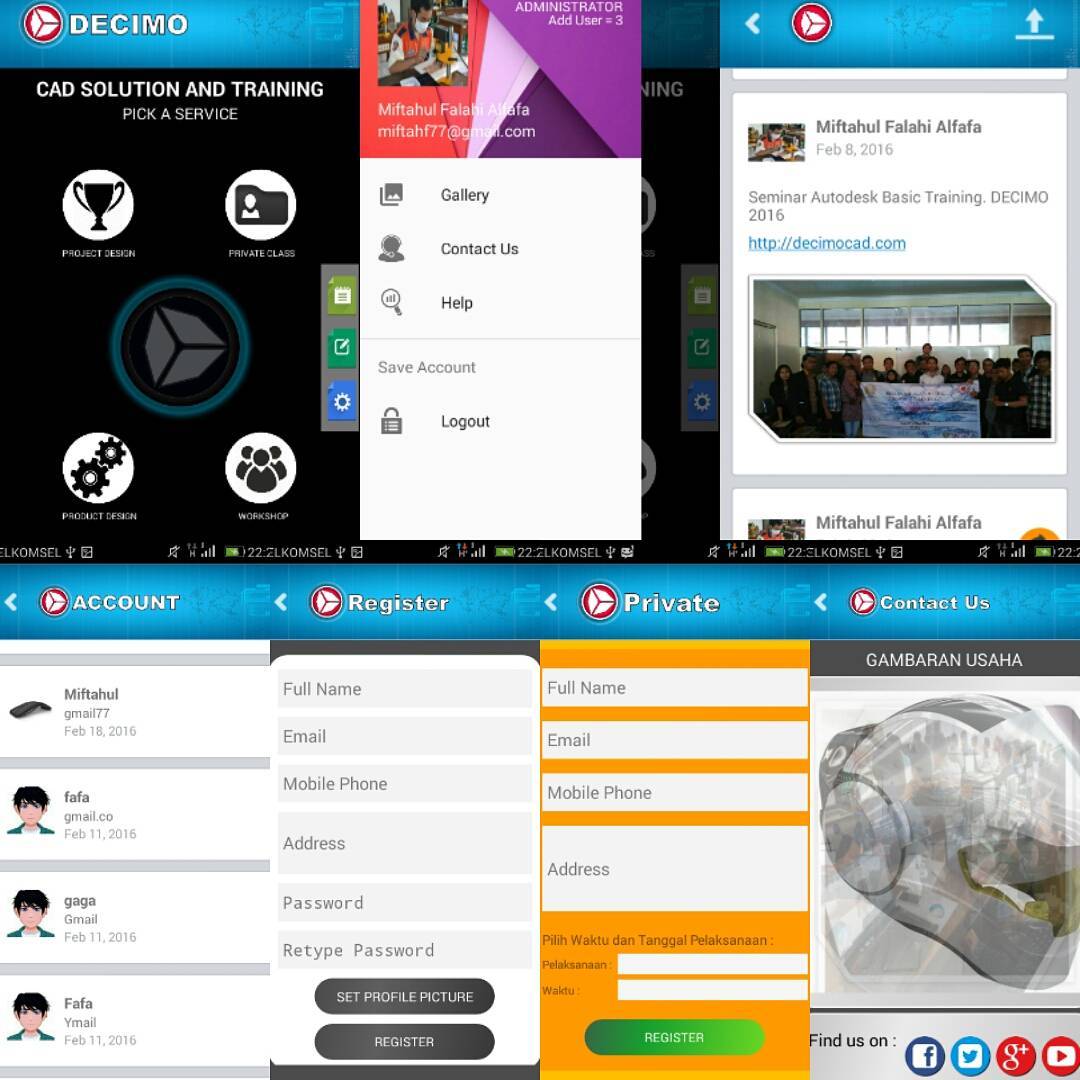 DECIMO
CAD SOLUTION AND TRAINING
PICK A SERVICE
PROJECT DESIGN
PRIVATE CLASS
PRODUCT DESIGN
WORKSHOP
ADMINISTRATOR
Add User = 3
Miftahul Falahi Alfafa
miftahf77@gmail.com
Gallery
Contact Us
Help
Save Account
Logout
NING
Miftahul Falahi Alfafa
Feb 8, 2016
Seminar Autodesk Basic Training. DECIMO
2016
http://decimocad.com
Miftahul Falahi Alfafa
ELKOMSEL
22:
ELKOMSEL
22:
ELKOMSEL
22:
ELKOMSEL
22:
ACCOUNT
Miftahul
gmail77
Feb 18, 2016
fafa
gmail.co
Feb 11, 2016
gaga
Gmail
Feb 11, 2016
Fafa
Ymail
Feb 11, 2016
Register
Full Name
Email
Mobile Phone
Address
Password
Retype Password
SET PROFILE PICTURE
REGISTER
Private
Full Name
Email
Mobile Phone
Address
Pilih Waktu dan Tanggal Pelaksanaan :
Pelaksanaan :
Waktu :
REGISTER
Contact Us
GAMBARAN USAHA
Find us on :